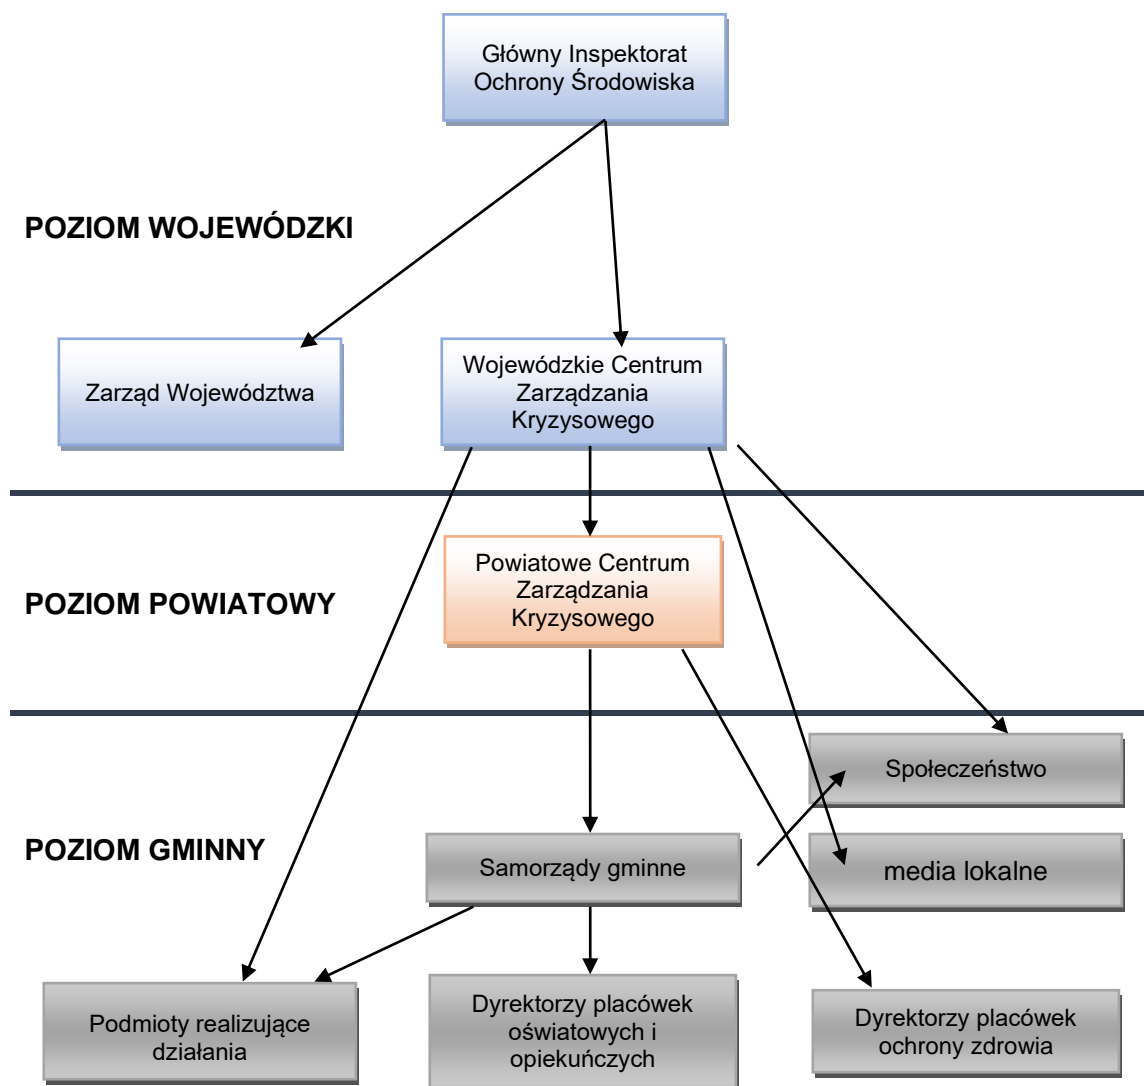 Główny Inspektorat
Ochrony Środowiska
POZIOM WOJEWÓDZKI
Zarząd Województwa
Wojewódzkie Centrum
Zarządzania
Kryzysowego
POZIOM POWIATOWY
Powiatowe Centrum
Zarządzania
Kryzysowego
Społeczeństwo
POZIOM GMINNY
Samorządy gminne
media lokalne
Podmioty realizujące
działania
Dyrektorzy placówek
oświatowych i
opiekuńczych
Dyrektorzy placówek
ochrony zdrowia